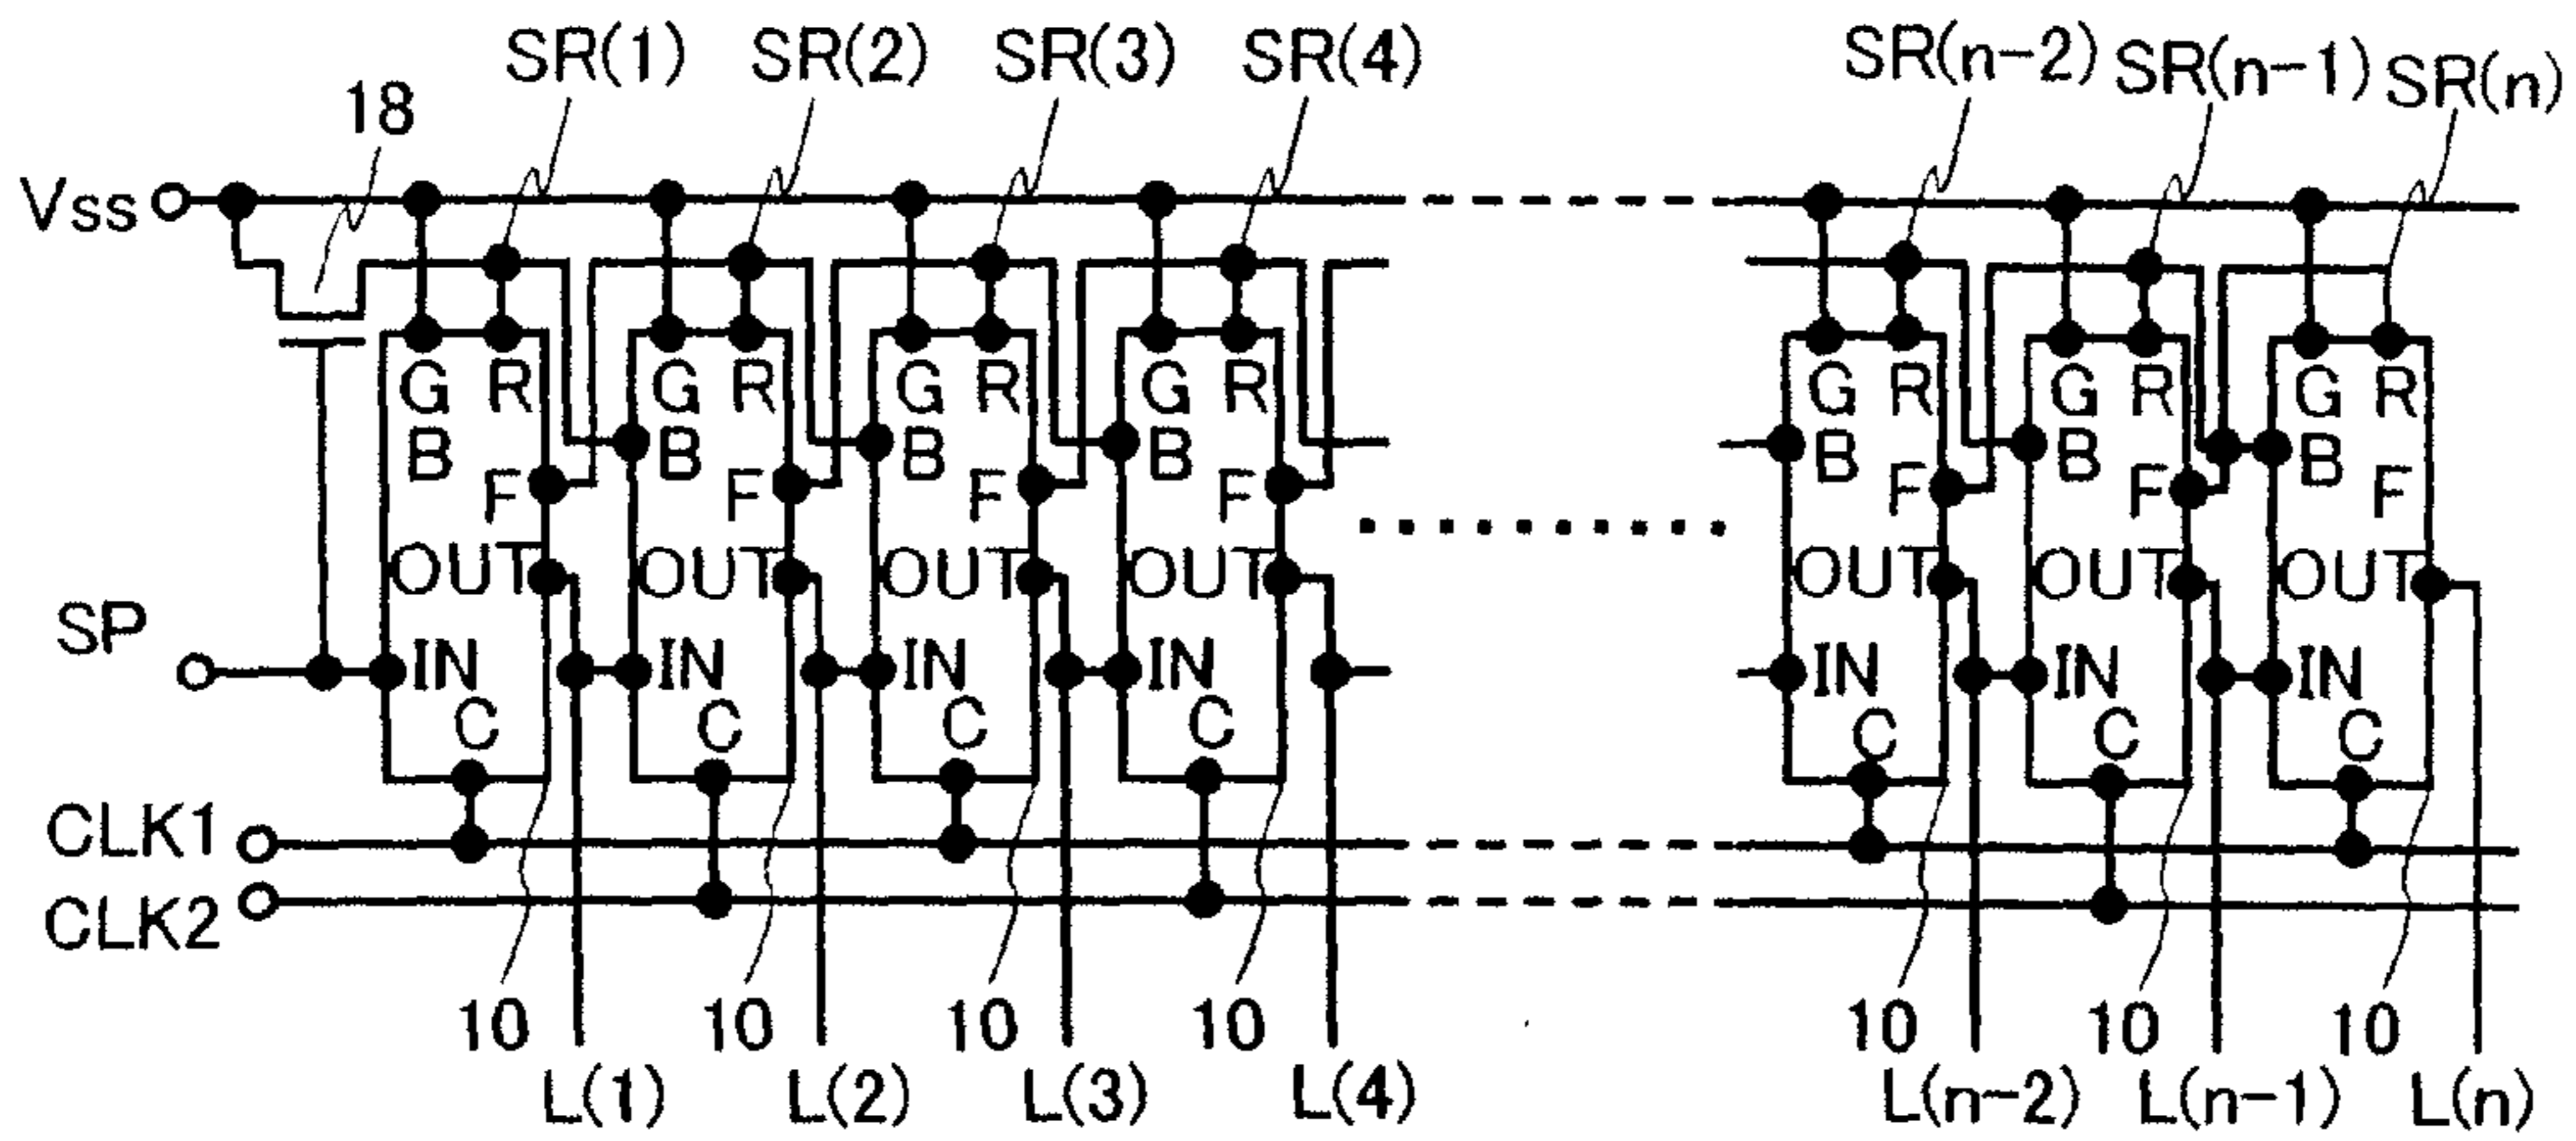 SR(1) SR(2) SR(3) SR(4) SR(n-2) SR(n-1) SR(n)
18
Vss
G R G R G R G R G R G R G R
B B B B B B B
F F F F F F F
OUT OUT OUT OUT OUT OUT OUT
SP
IN IN IN IN IN IN IN
C C C C C C C
CLK1
CLK2
10 10 10 10 10 10 10
L(1) L(2) L(3) L(4) L(n-2) L(n-1) L(n)